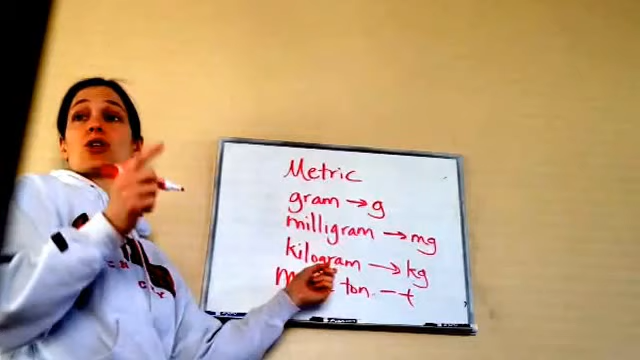 Metric
gram → g
milligram → mg
kilogram → kg
ton - t